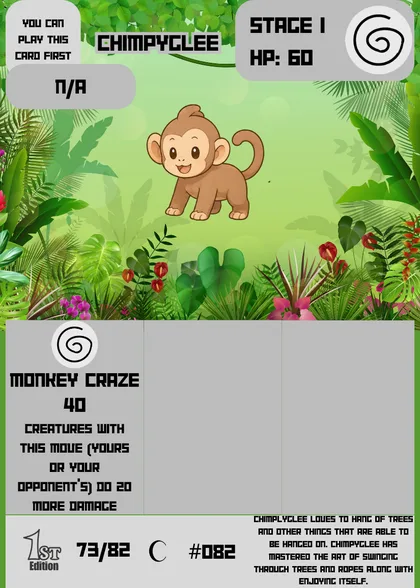 YOU CAN
PLAY THIS
CARD FIRST
CHIMPYGLEE
STAGE 1
HP: 60
N/A
MONKEY CRAZE
40
CREATURES WITH
THIS MOVE (YOURS
OR YOUR
OPPONENT'S) DO 20
MORE DAMAGE
1ST
Edition
73/82
#082
CHIMPLYGLEE LOVES TO HANG OF TREES
AND OTHER THINGS THAT ARE ABLE TO
BE HANGED ON. CHIMPYGLEE HAS
MASTERED THE ART OF SWINGING
THROUGH TREES AND ROPES ALONG WITH
ENJOYING ITSELF.